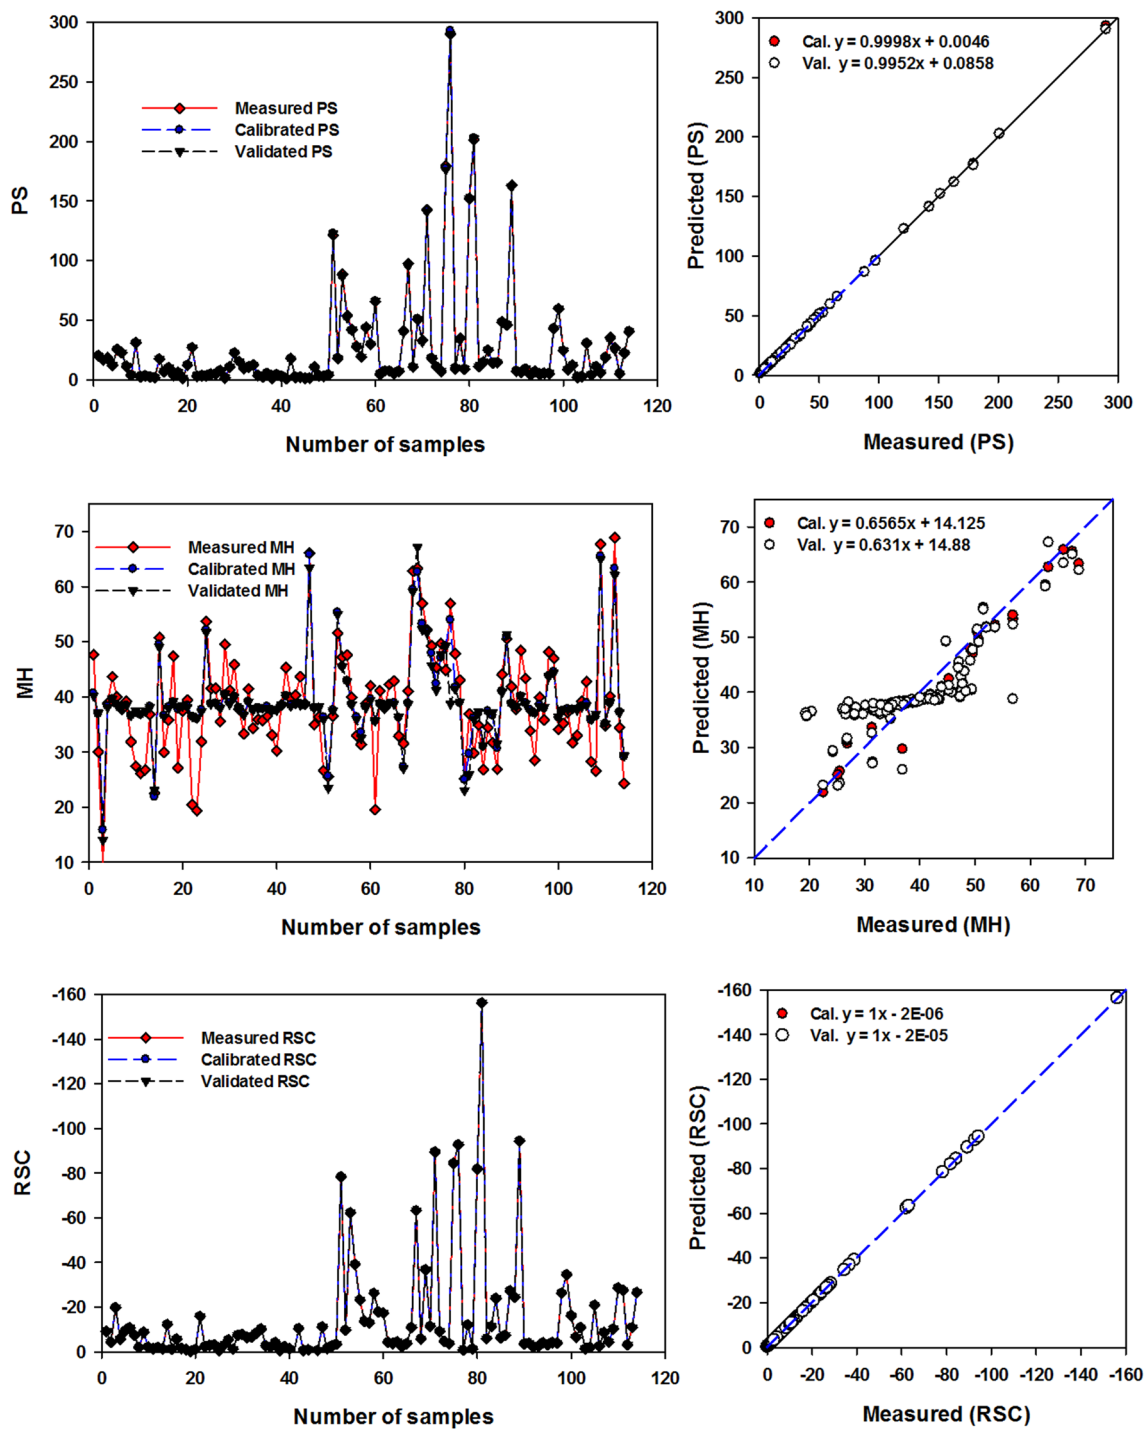 300
250
200
150
100
50
0
PS
Measured PS
Calibrated PS
Validated PS
0 20 40 60 80 100 120
Number of samples
300
250
200
150
100
50
0
Predicted (PS)
Cal. y = 0.9998x + 0.0046
Val. y = 0.9952x + 0.0858
0 50 100 150 200 250 300
Measured (PS)
70
60
50
40
30
20
10
MH
Measured MH
Calibrated MH
Validated MH
0 20 40 60 80 100 120
Number of samples
70
60
50
40
30
20
10
Predicted (MH)
Cal. y = 0.6565x + 14.125
Val. y = 0.631x + 14.88
10 20 30 40 50 60 70
Measured (MH)
-160
-140
-120
-100
-80
-60
-40
-20
0
RSC
Measured RSC
Calibrated RSC
Validated RSC
0 20 40 60 80 100 120
Number of samples
-160
-140
-120
-100
-80
-60
-40
-20
0
Predicted (RSC)
Cal. y = 1x - 2E-06
Val. y = 1x - 2E-05
0 -20 -40 -60 -80 -100 -120 -140 -160
Measured (RSC)